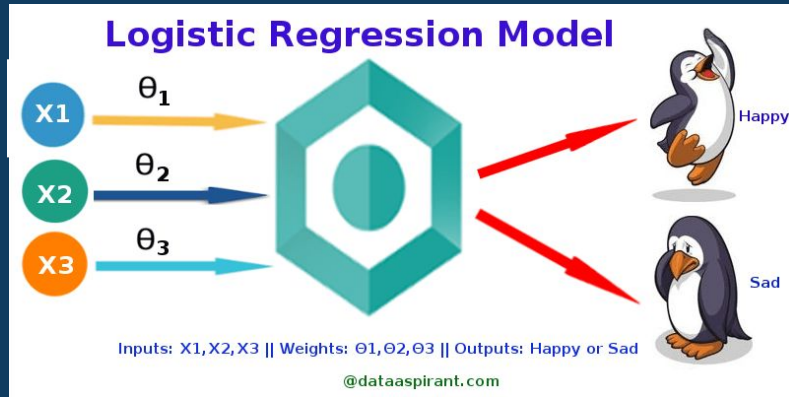 Logistic Regression Model
X1
θ1
X2
θ2
X3
θ3
Happy
Sad
Inputs: X1,X2,X3 || Weights: Θ1,Θ2,Θ3 || Outputs: Happy or Sad
@dataaspirant.com